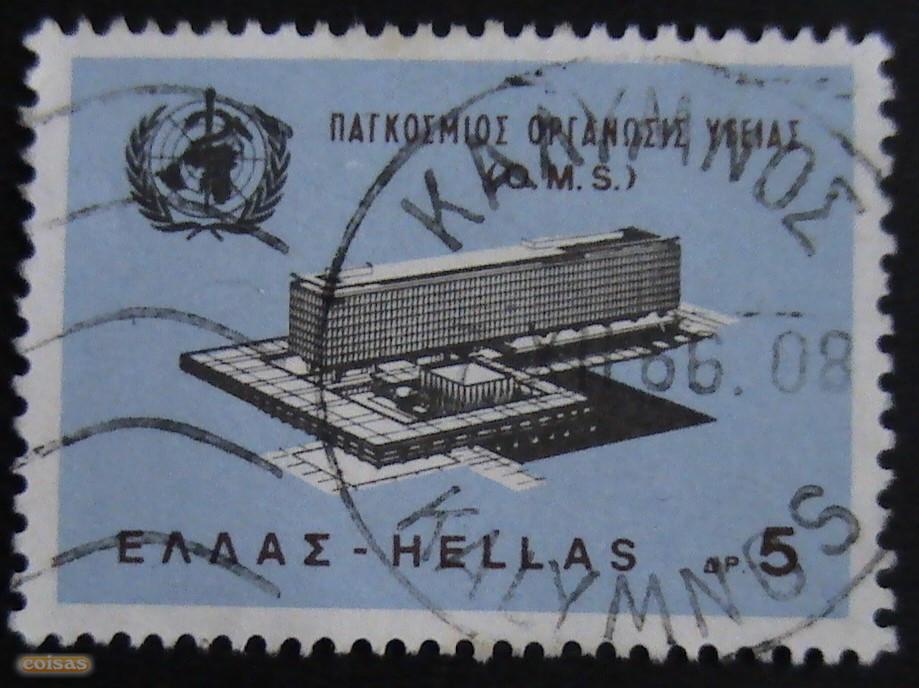 ΠΑΓΚΟΣΜΙΟΣ ΟΡΓΑΝΩΣΙΣ ΥΓΕΙΑΣ
(O.M.S.)
ΚΑΛΥΜΝΟΣ
66.08
KALYMNOS
ΕΛΛΑΣ - HELLAS ΔΡ. 5
coisas